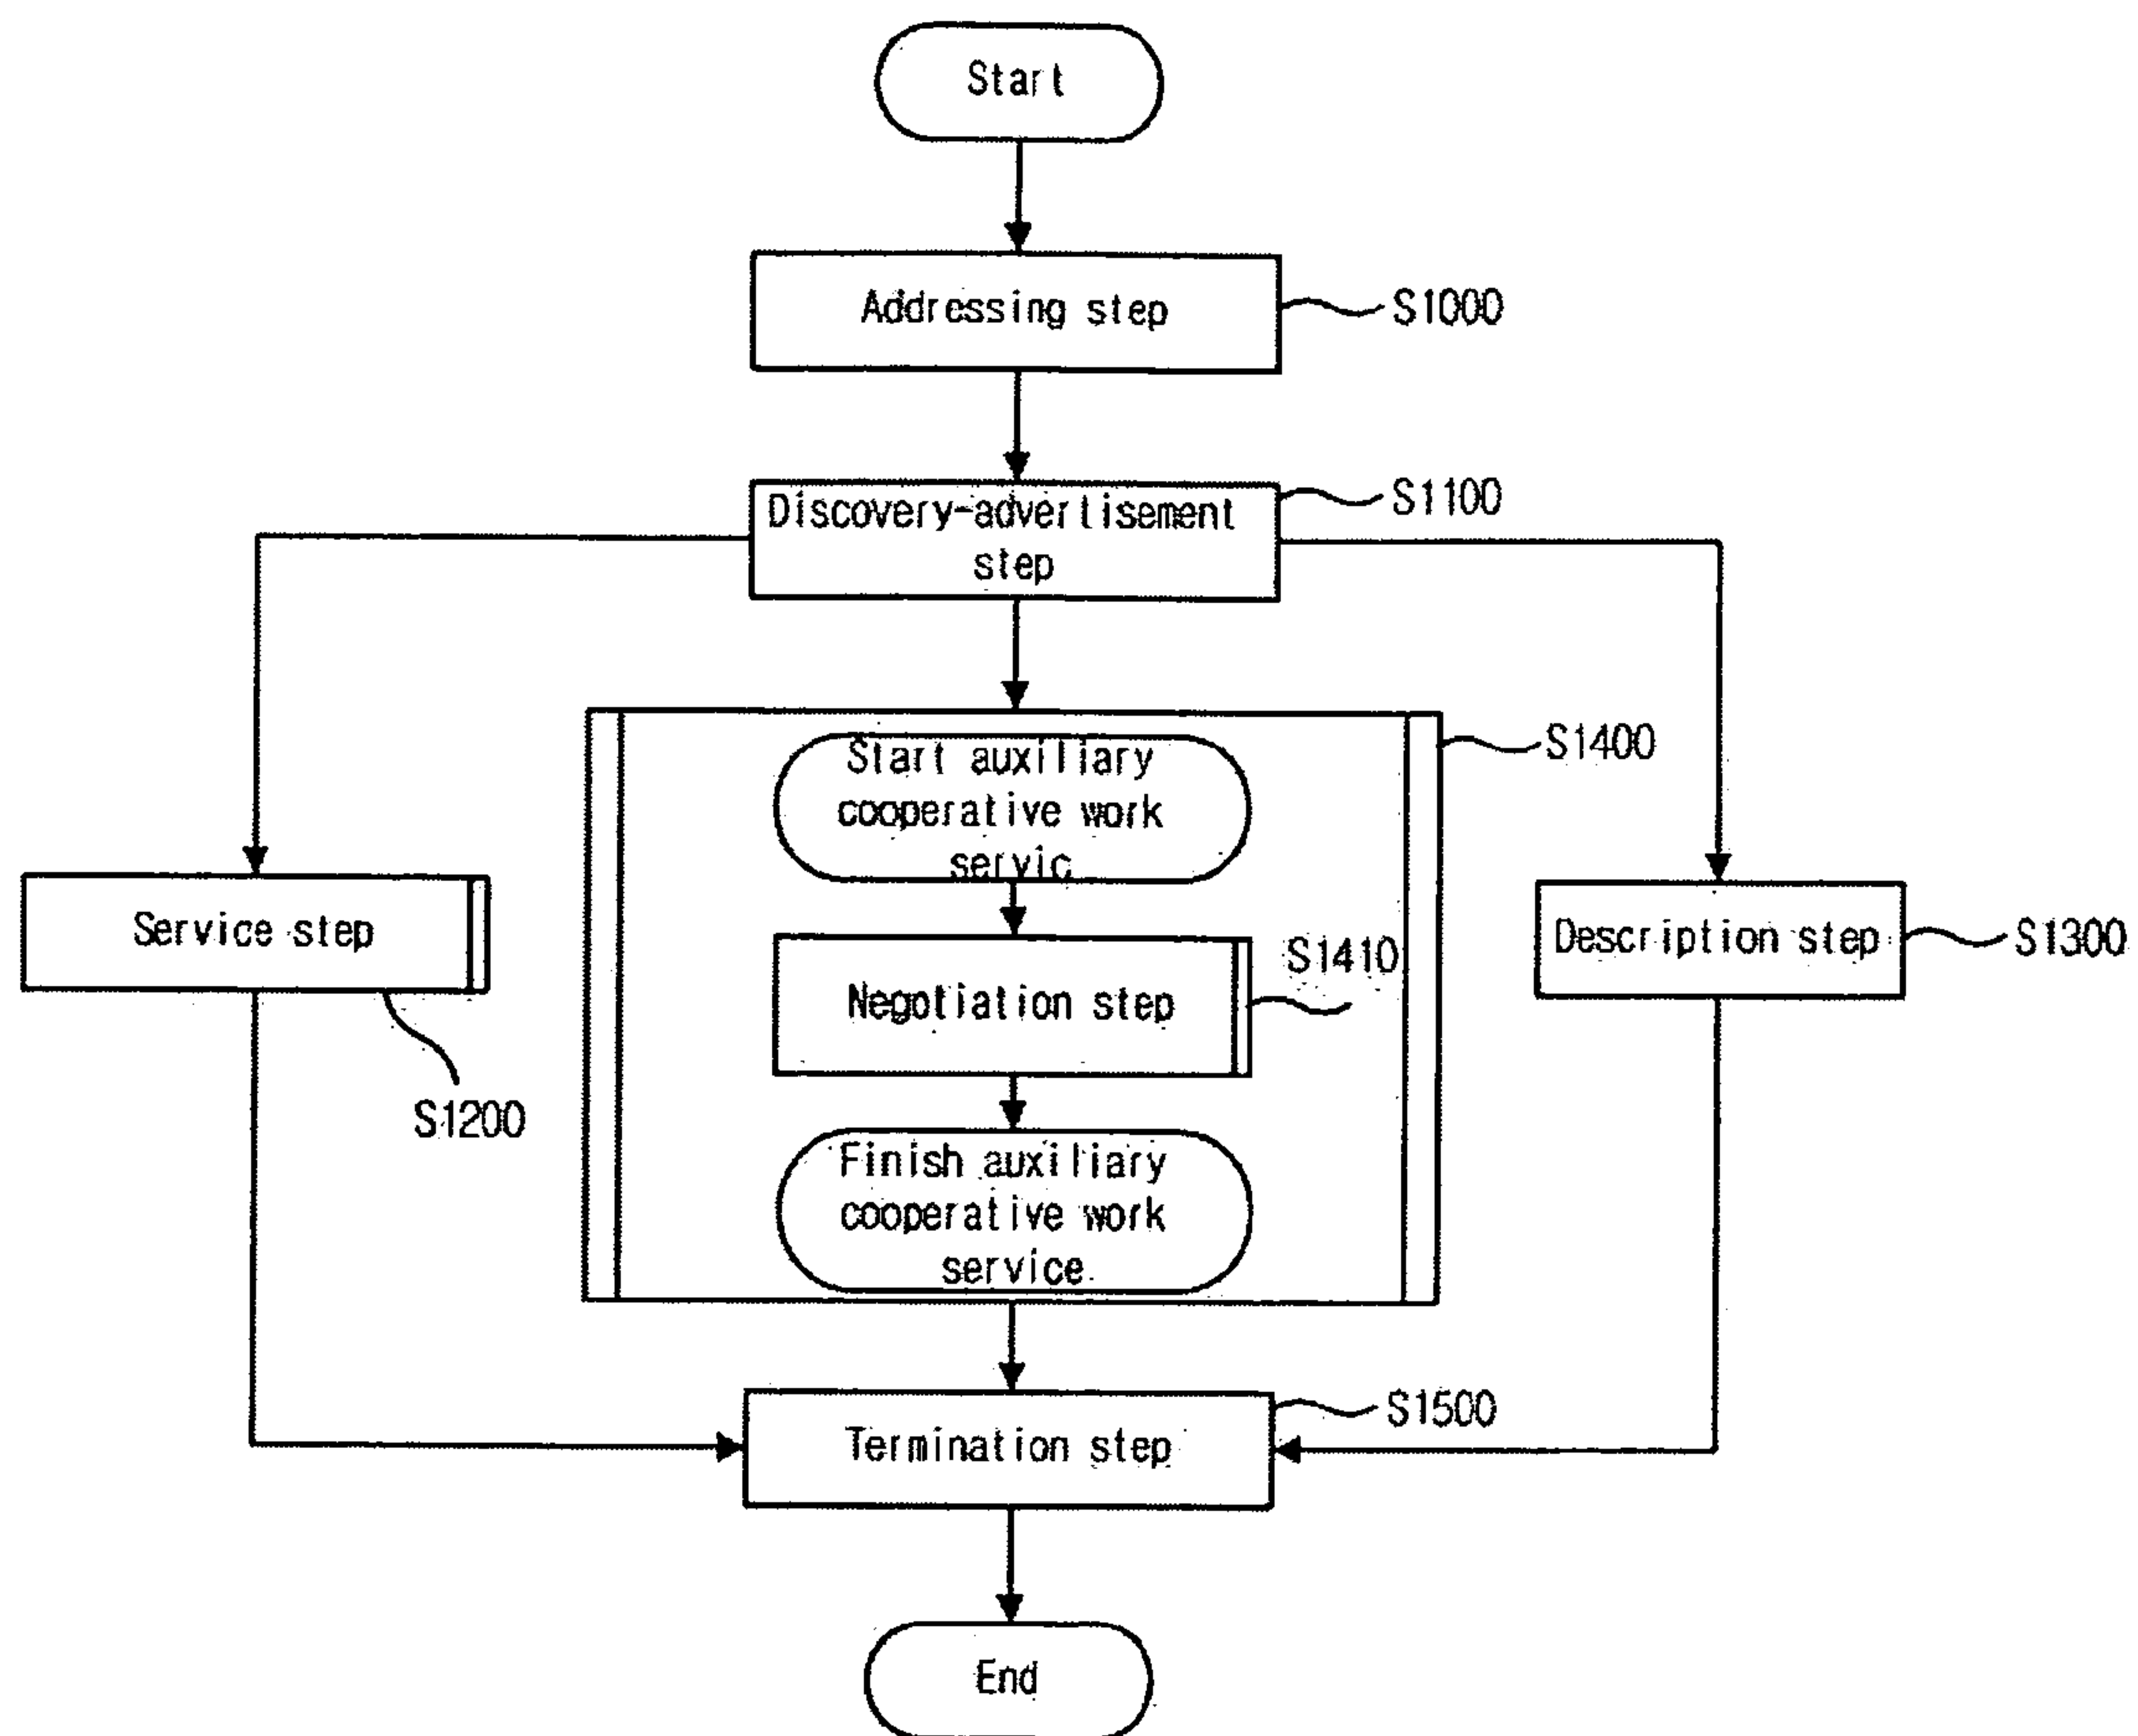 Start
Addressing step
S1000
Discovery-advertisement
step
S1100
Start auxiliary
cooperative work
servic
S1400
Service step
S1200
Negotiation step
S1410
Description step
S1300
Finish auxiliary
cooperative work
service
Termination step
S1500
End